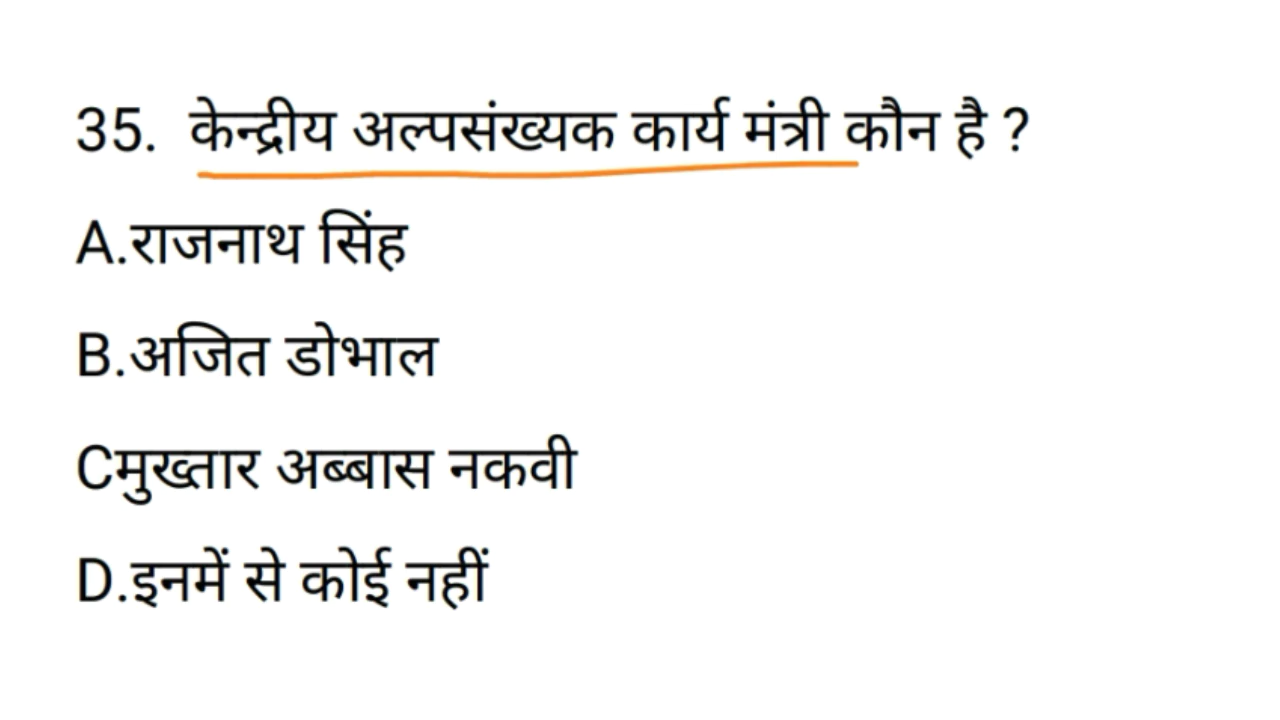 35. केन्द्रीय अल्पसंख्यक कार्य मंत्री कौन है ?
A.राजनाथ सिंह
B.अजित डोभाल
Cमुख्तार अब्बास नकवी
D.इनमें से कोई नहीं